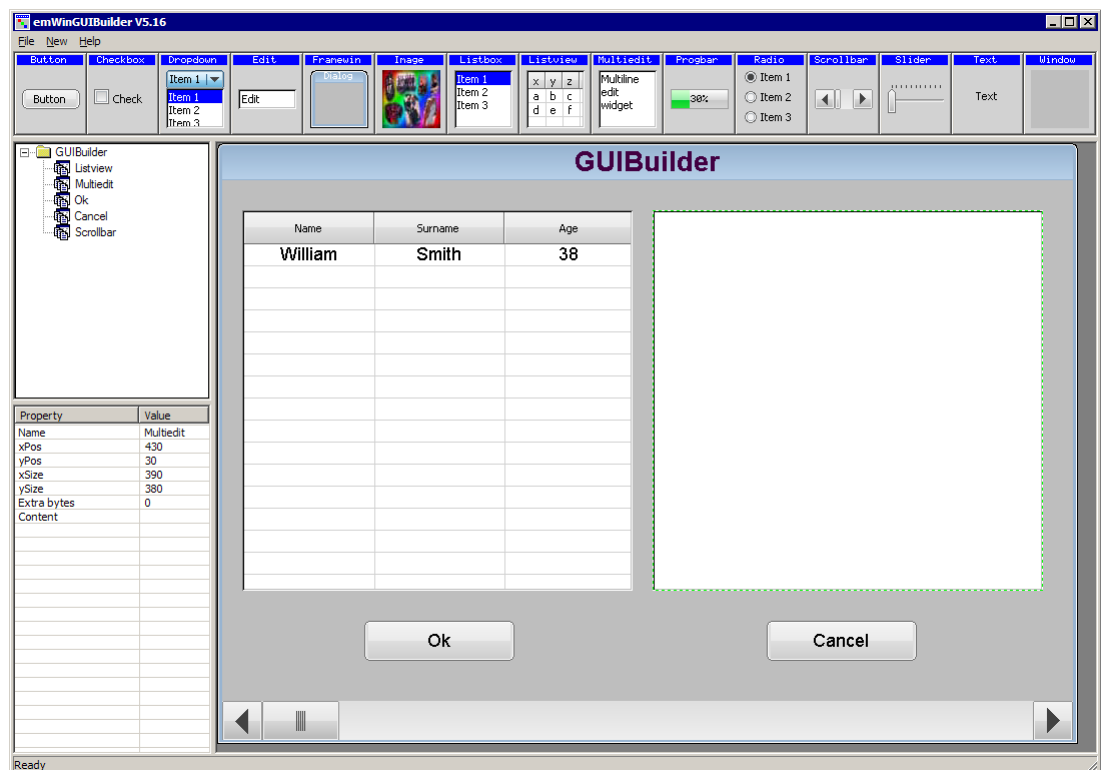 emWinGUIBuilder V5.16
File New Help
Button Checkbox Dropdown Edit Framewin Image Listbox Listview Multiedit Progbar Radio Scrollbar Slider Text Window
Button
Check
Item 1
Item 1
Item 2
Item 3
Edit
Dialog
Item 1
Item 2
Item 3
x y z
a b c
d e f
Multiline
edit
widget
30%
Item 1
Item 2
Item 3
Text
GUIBuilder
Listview
Multiedit
Ok
Cancel
Scrollbar
Property Value
Name Multiedit
xPos 430
yPos 30
xSize 390
ySize 380
Extra bytes 0
Content
GUIBuilder
Name Surname Age
William Smith 38
Ok
Cancel
Ready